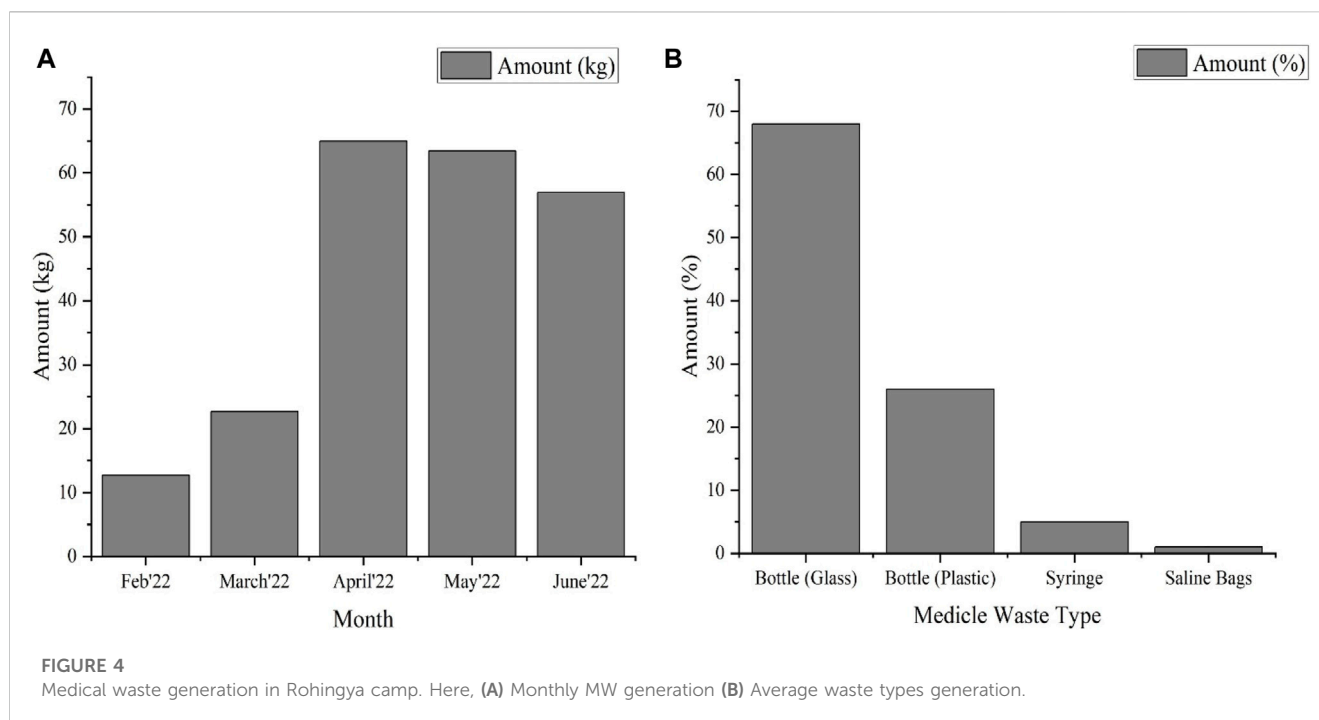 A
Amount (kg)
70
60
50
40
30
20
10
0
Amount (kg)
Feb'22 March'22 April'22 May'22 June'22
Month
B
Amount (%)
70
60
50
40
30
20
10
0
Amount (%)
Bottle (Glass) Bottle (Plastic) Syringe Saline Bags
Medicle Waste Type
FIGURE 4
Medical waste generation in Rohingya camp. Here, (A) Monthly MW generation (B) Average waste types generation.